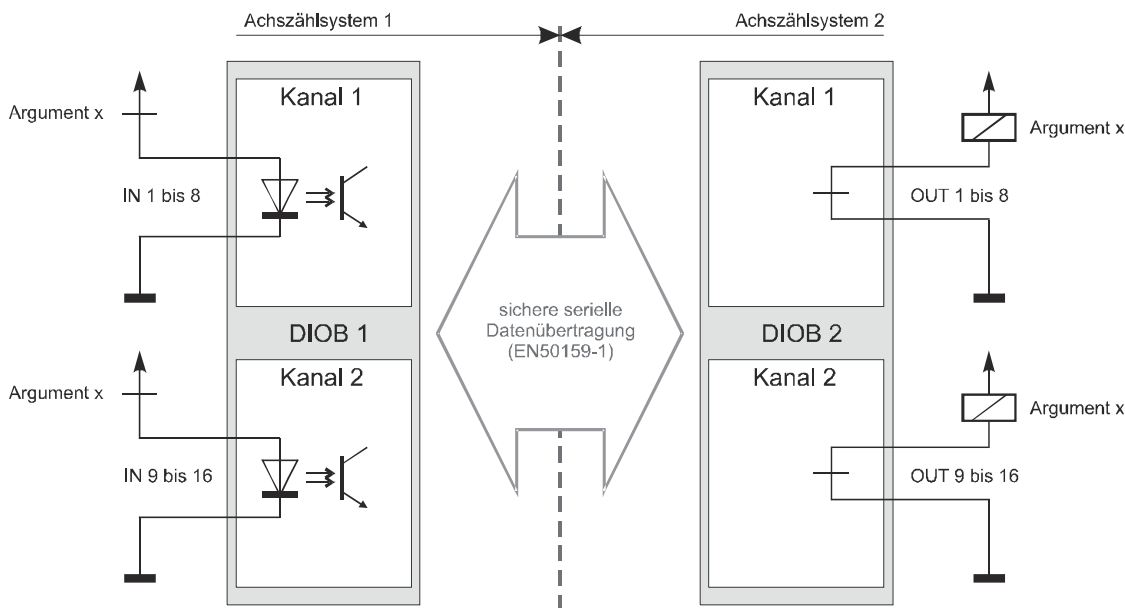 Achszählsystem 1
Achszählsystem 2
Kanal 1
Kanal 1
Argument x
Argument x
IN 1 bis 8
OUT 1 bis 8
sichere serielle
Datenübertragung
(EN50159-1)
DIOB 1
DIOB 2
Kanal 2
Kanal 2
Argument x
Argument x
IN 9 bis 16
OUT 9 bis 16